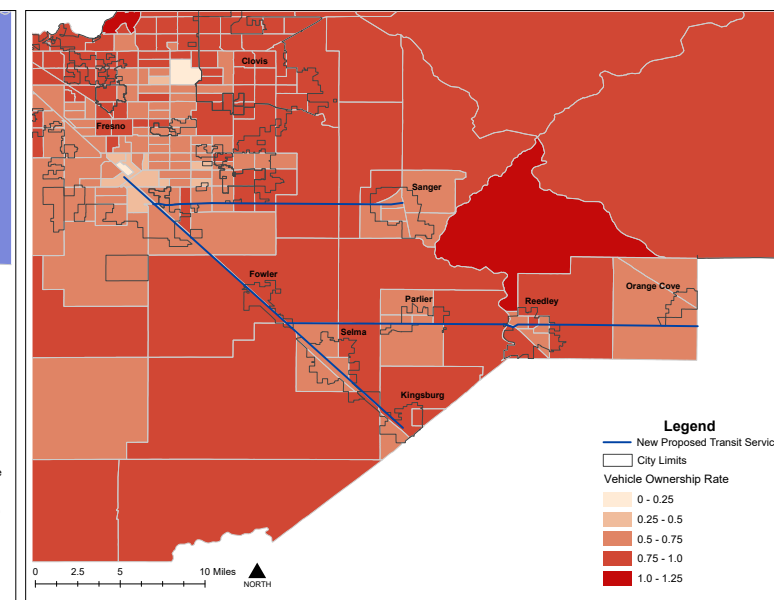 Clovis
Fresno
Sanger
Fowler
Orange Cove
Parlier
Reedley
Selma
Kingsburg
Legend
New Proposed Transit Servic
City Limits
Vehicle Ownership Rate
0 - 0.25
0.25 - 0.5
0.5 - 0.75
0.75 - 1.0
1.0 - 1.25
0 2.5 5 10 Miles
NORTH
e